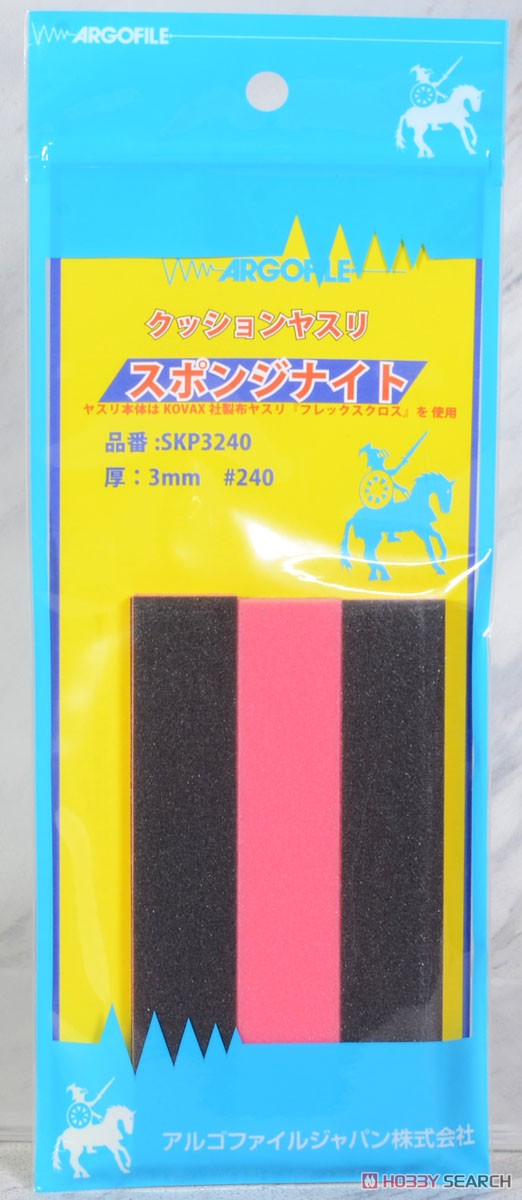 ARGOFILE
ARGOFILE
クッションヤスリ
スポンジナイト
ヤスリ本体は KOVAX 社製布ヤスリ『フレックスクロス』を 使用
品番 :SKP3240
厚：3mm #240
アルゴファイルジャパン株式会社
HOBBY SEARCH